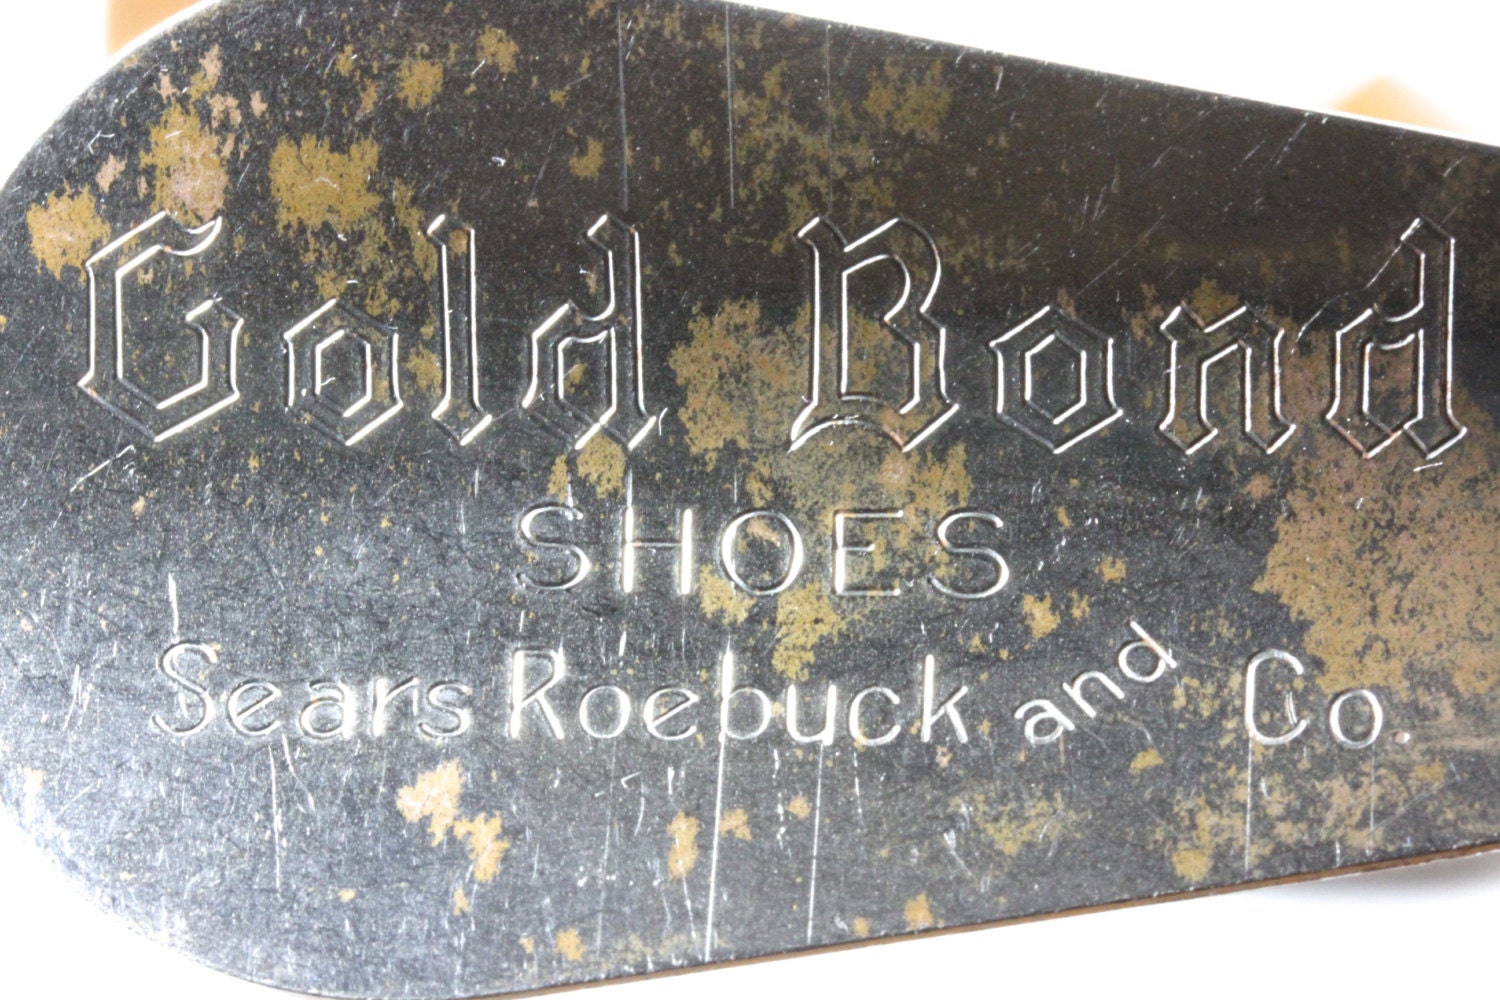 Gold Bond
SHOES
Sears Roebuck and Co.